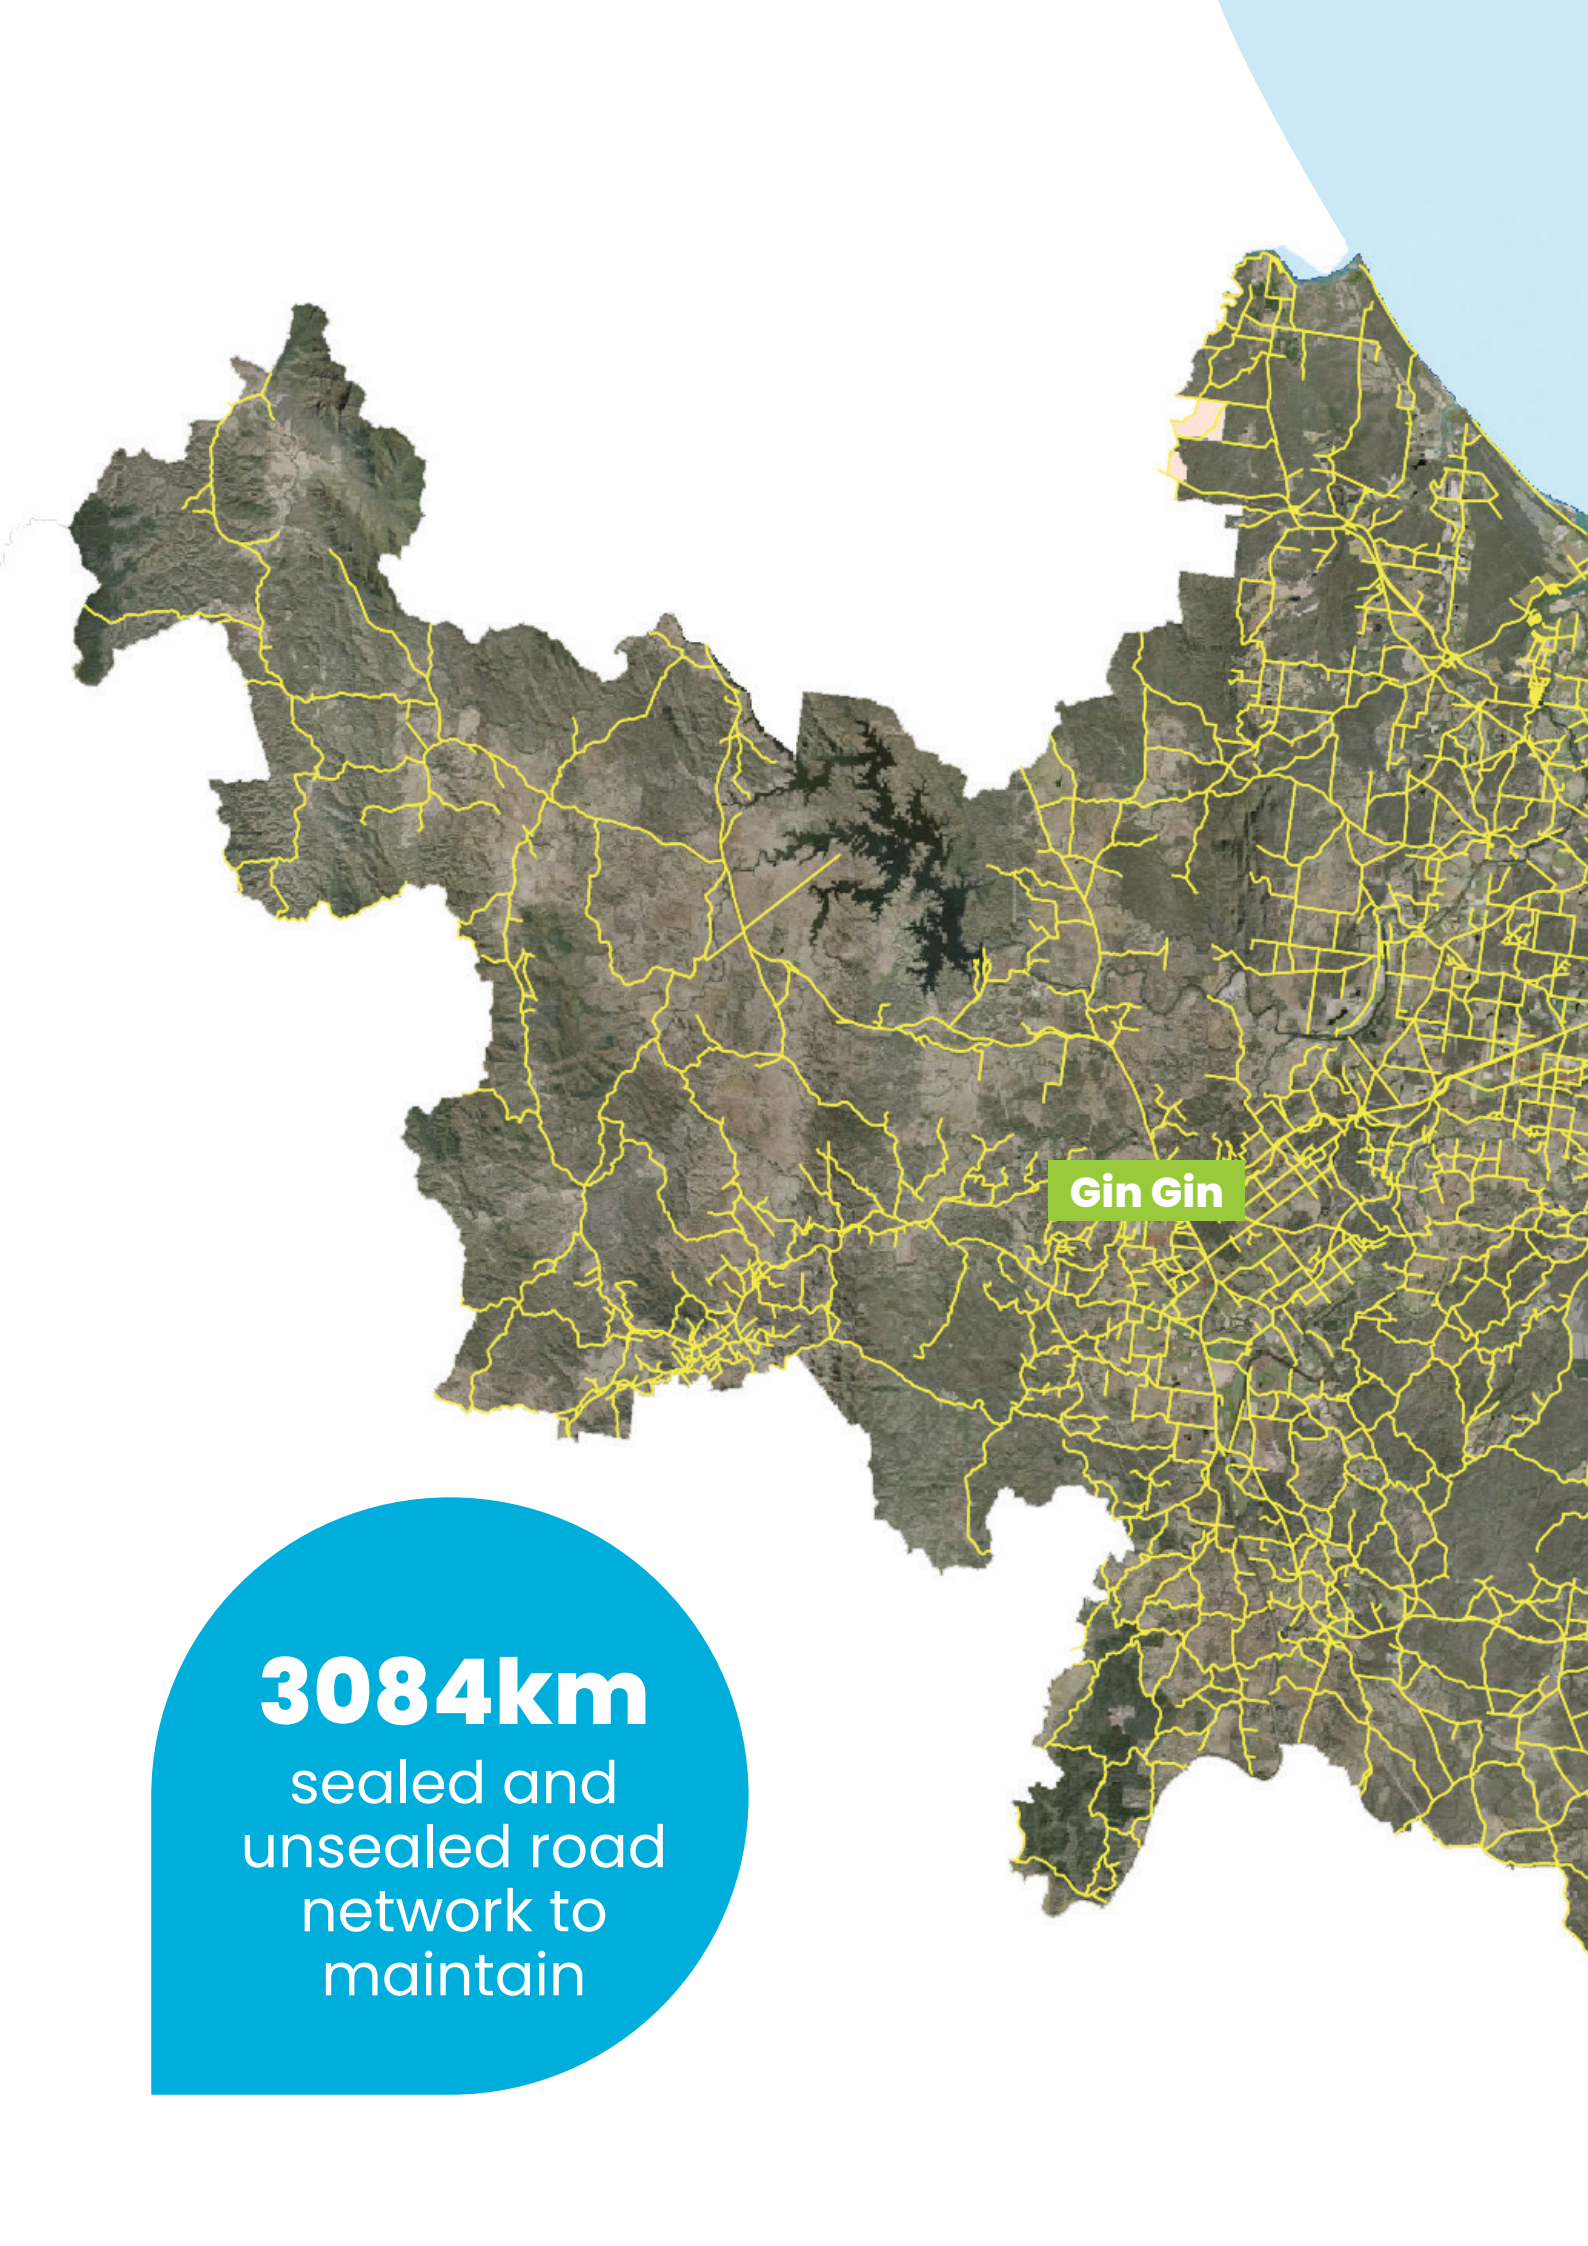 Gin Gin
3084km
sealed and
unsealed road
network to
maintain